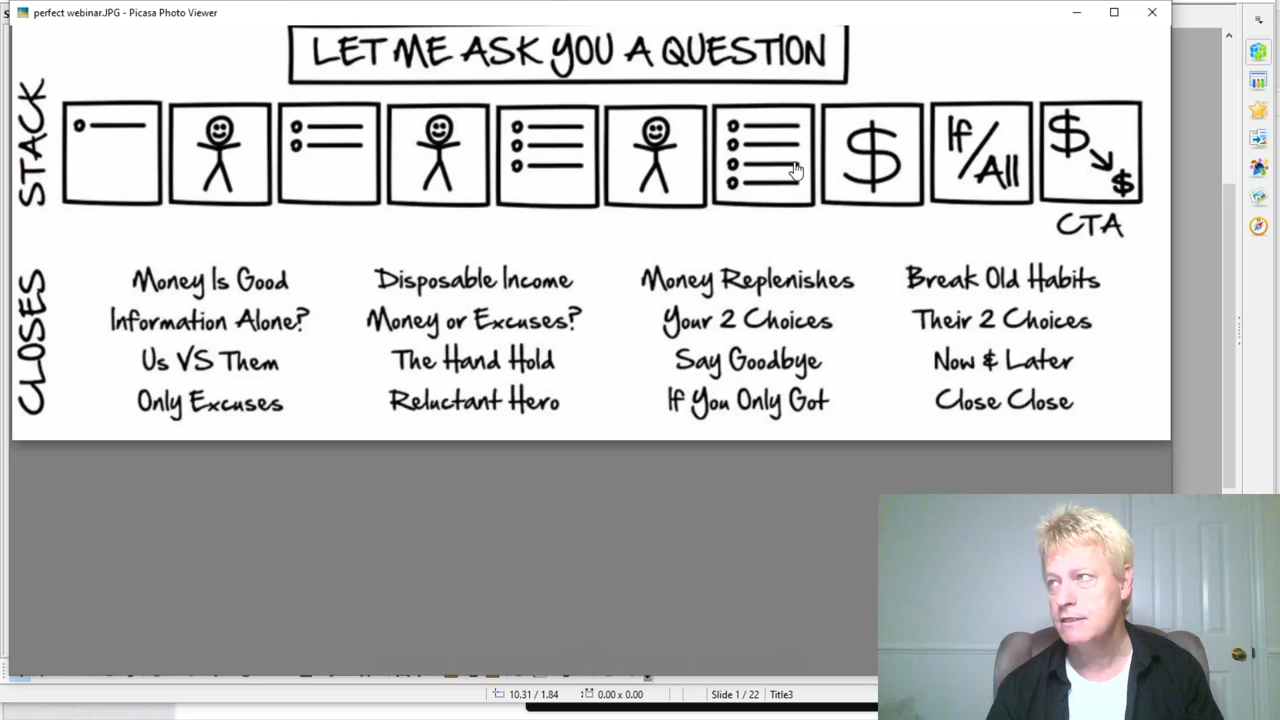 perfect webinar.JPG - Picasa Photo Viewer
LET ME ASK YOU A QUESTION
STACK
$
If/All
$ $
CTA
CLOSES
Money Is Good
Information Alone?
Us VS Them
Only Excuses
Disposable Income
Money or Excuses?
The Hand Hold
Reluctant Hero
Money Replenishes
Your 2 Choices
Say Goodbye
If You Only Got
Break Old Habits
Their 2 Choices
Now & Later
Close Close
10.31 / 1.84
0.00 x 0.00
Slide 1 / 22
Title3